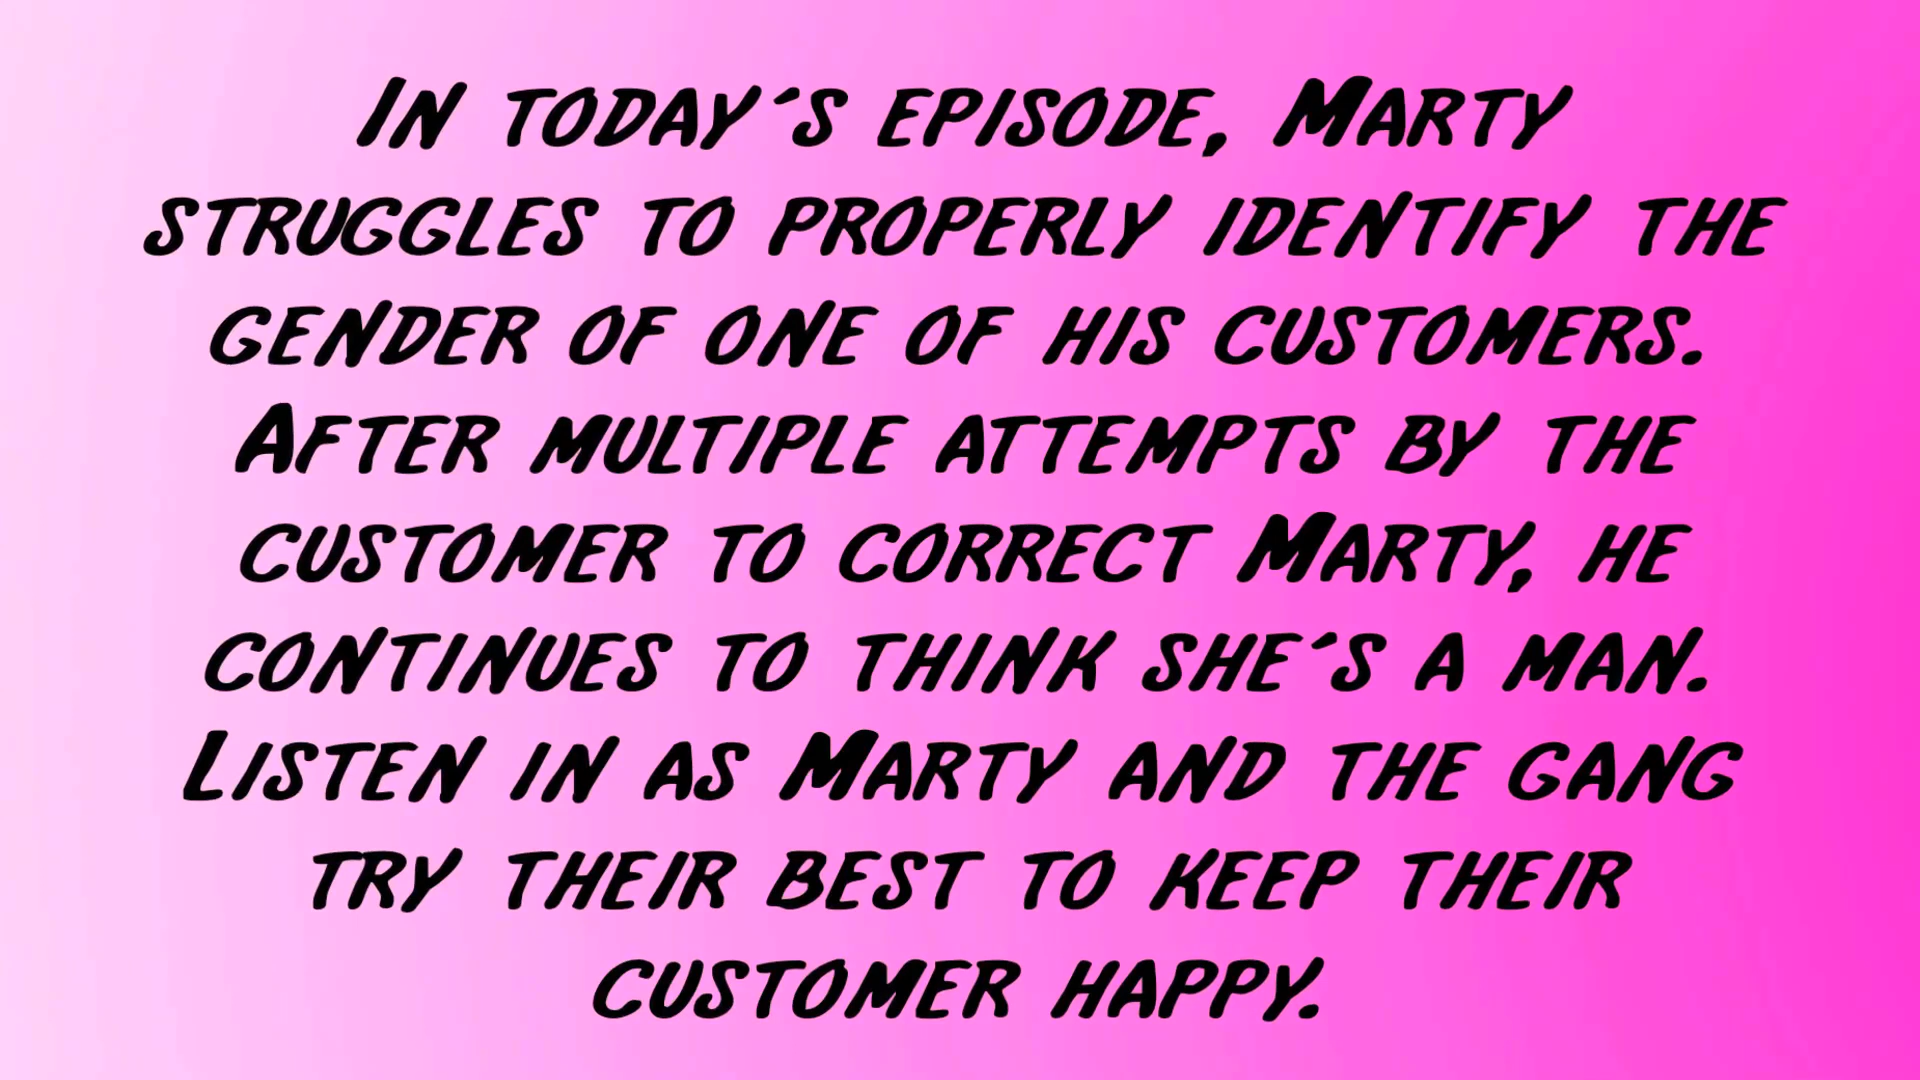 In today´s episode, Marty
struggles to properly identify the
gender of one of his customers.
After multiple attempts by the
customer to correct Marty, he
continues to think she´s a man.
Listen in as Marty and the gang
try their best to keep their
customer happy.